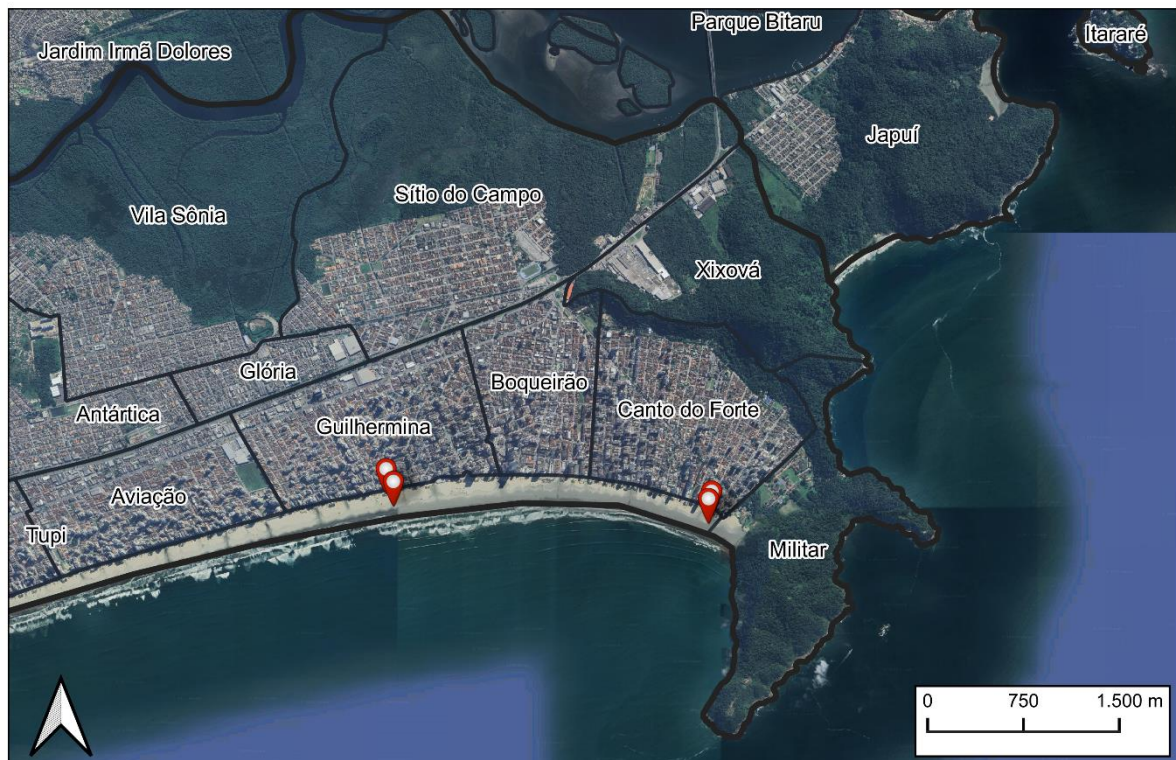 Parque Bitaru
Itararé
Jardim Irmã Dolores
Japuí
Sítio do Campo
Vila Sônia
Xixová
Glória
Boqueirão
Antártica
Guilhermina
Canto do Forte
Aviação
Tupi
Militar
0 750 1.500 m